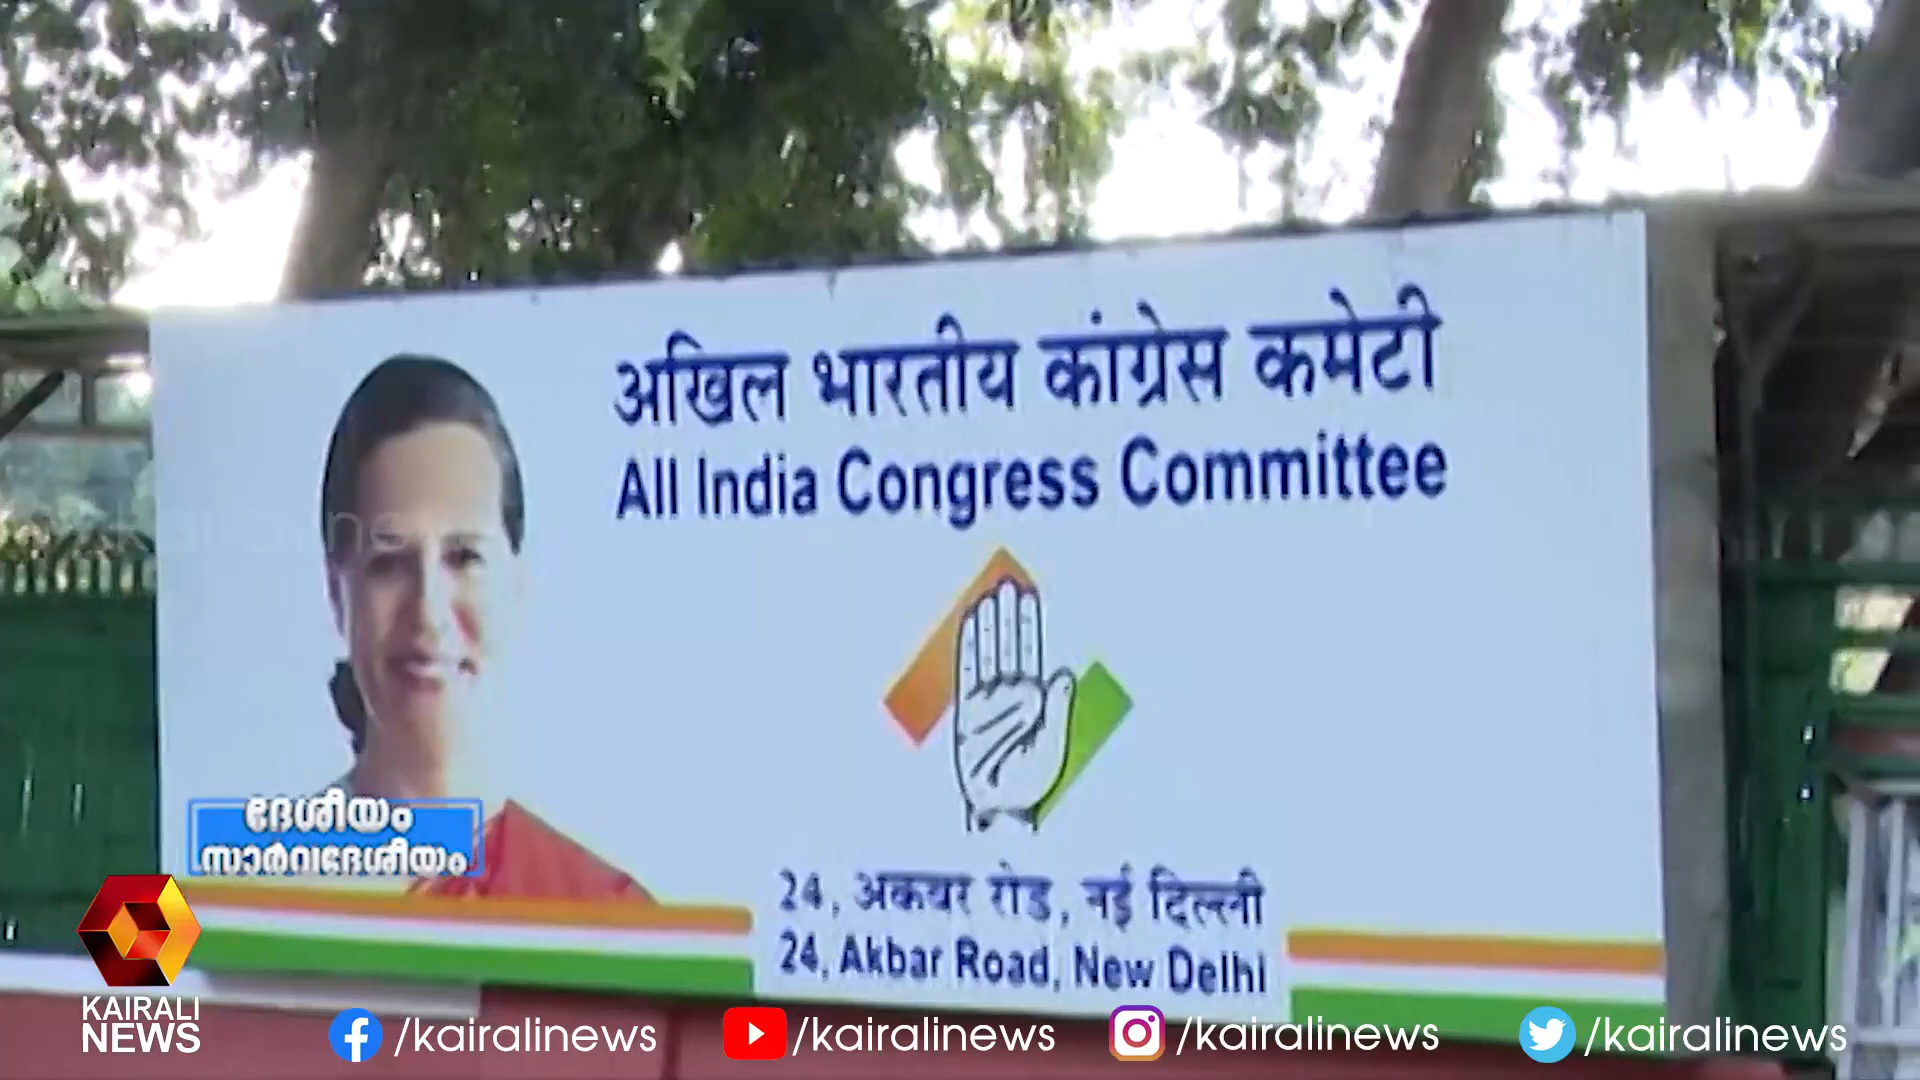 अखिल भारतीय कांग्रेस कमेटी
All India Congress Committee
24, अकबर रोड, नई दिल्ली
24, Akbar Road, New Delhi
ദേശീയം
സാർവദേശീയം
KAIRALI
NEWS
/kairalinews
/kairalinews
/kairalinews
/kairalinews
kairalinews